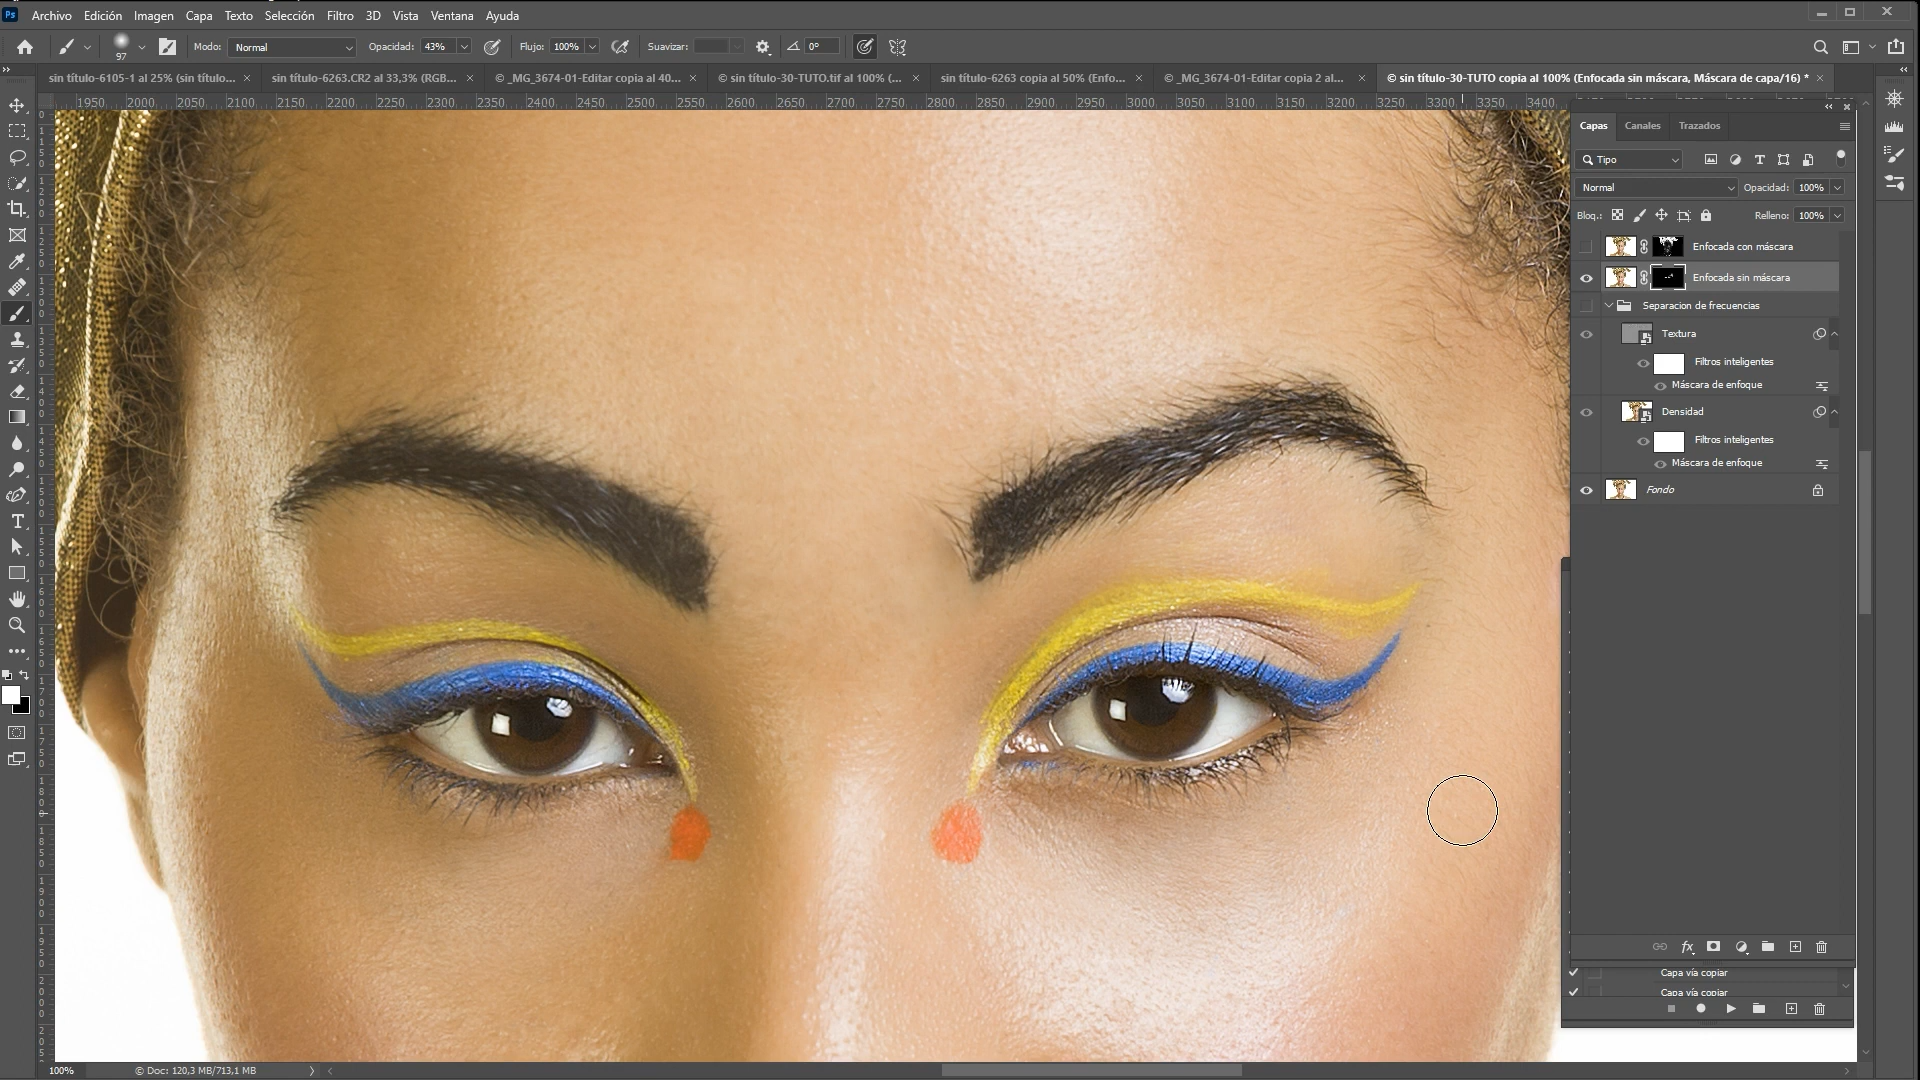 Ps Archivo Edición Imagen Capa Texto Selección Filtro 3D Vista Ventana Ayuda
97 Modo: Normal Opacidad: 43% Flujo: 100% Suavizar: 0°
sin título-6105-1 al 25% (sin título... × sin título-6263.CR2 al 33,3% (RGB... × © _MG_3674-01-Editar copia al 40... × © sin título-30-TUTO.tif al 100% (... × sin título-6263 copia al 50% (Enfo... × © _MG_3674-01-Editar copia 2 al... × © sin título-30-TUTO copia al 100% (Enfocada sin máscara, Máscara de capa/16) * ×
1950 2000 2050 2100 2150 2200 2250 2300 2350 2400 2450 2500 2550 2600 2650 2700 2750 2800 2850 2900 2950 3000 3050 3100 3150 3200 3250 3300 3350 3400
Capas Canales Trazados
Tipo
Normal Opacidad: 100%
Bloq.: Relleno: 100%
Enfocada con máscara
Enfocada sin máscara
Separacion de frecuencias
Textura
Filtros inteligentes
Máscara de enfoque
Densidad
Filtros inteligentes
Máscara de enfoque
Fondo
fx
Capa vía copiar
Capa vía copiar
100% © Doc: 120,3 MB/713,1 MB